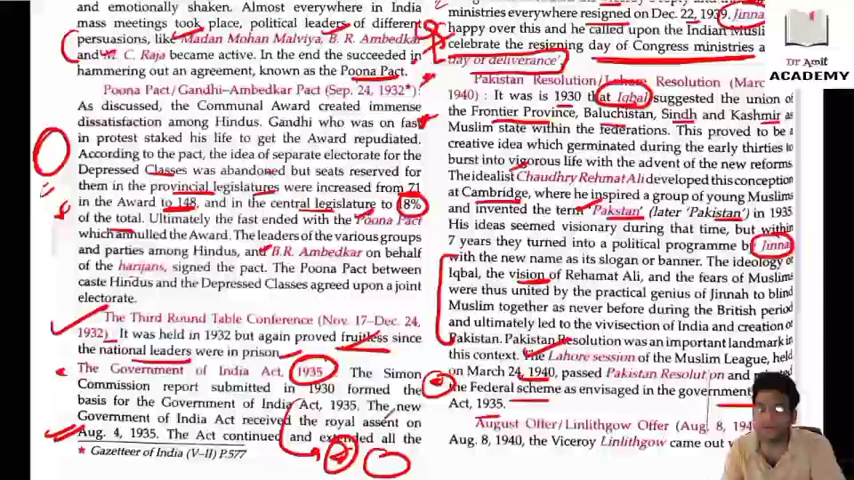 and emotionally shaken. Almost everywhere in India
mass meetings took place, political leaders of different
persuasions, like Madan Mohan Malviya, B. R. Ambedkar
and M. C. Raja became active. In the end the succeeded in
hammering out an agreement, known as the Poona Pact.
Poona Pact/Gandhi–Ambedkar Pact (Sep. 24, 1932*) :
As discussed, the Communal Award created immense
dissatisfaction among Hindus. Gandhi who was on fast
in protest staked his life to get the Award repudiated.
According to the pact, the idea of separate electorate for the
Depressed Classes was abandoned but seats reserved for
them in the provincial legislatures were increased from 71
in the Award to 148, and in the central legislature to 18%
of the total. Ultimately the fast ended with the Poona Pact
which annulled the Award. The leaders of the various groups
and parties among Hindus, and B.R. Ambedkar on behalf
of the harijans, signed the pact. The Poona Pact between
caste Hindus and the Depressed Classes agreed upon a joint
electorate.
The Third Round Table Conference (Nov. 17–Dec. 24,
1932) It was held in 1932 but again proved fruitless since
the national leaders were in prison
The Government of India Act, 1935 The Simon
Commission report submitted in 1930 formed the
basis for the Government of India Act, 1935. The new
Government of India Act received the royal assent on
Aug. 4, 1935. The Act continued and extended all the
* Gazetteer of India (V–II) P.577
ministries everywhere resigned on Dec. 22, 1939. Jinna
happy over this and he called upon the Indian Musli
celebrate the resigning day of Congress ministries a
day of deliverance'.
Pakistan Resolution/Lahore Resolution (Marc
1940) : It was is 1930 that Iqbal suggested the union of
the Frontier Province, Baluchistan, Sindh and Kashmir as
Muslim state within the federations. This proved to be a
creative idea which germinated during the early thirties to
burst into vigorous life with the advent of the new reforms.
The idealist Chaudhry Rehmat Ali developed this conception
at Cambridge, where he inspired a group of young Muslims
and invented the term 'Pakstan' (later 'Pakistan') in 1935
His ideas seemed visionary during that time, but within
7 years they turned into a political programme by Jinna
with the new name as its slogan or banner. The ideology of
Iqbal, the vision of Rehamat Ali, and the fears of Muslims
were thus united by the practical genius of Jinnah to blind
Muslim together as never before during the British period
and ultimately led to the vivisection of India and creation of
Pakistan. Pakistan Resolution was an important landmark in
this context. The Lahore session of the Muslim League, held
on March 24, 1940, passed Pakistan Resolution and
the Federal scheme as envisaged in the government
Act, 1935.
August Offer/Linlithgow Offer (Aug. 8, 194
Aug. 8, 1940, the Viceroy Linlithgow came out
Dr Amit
ACADEMY